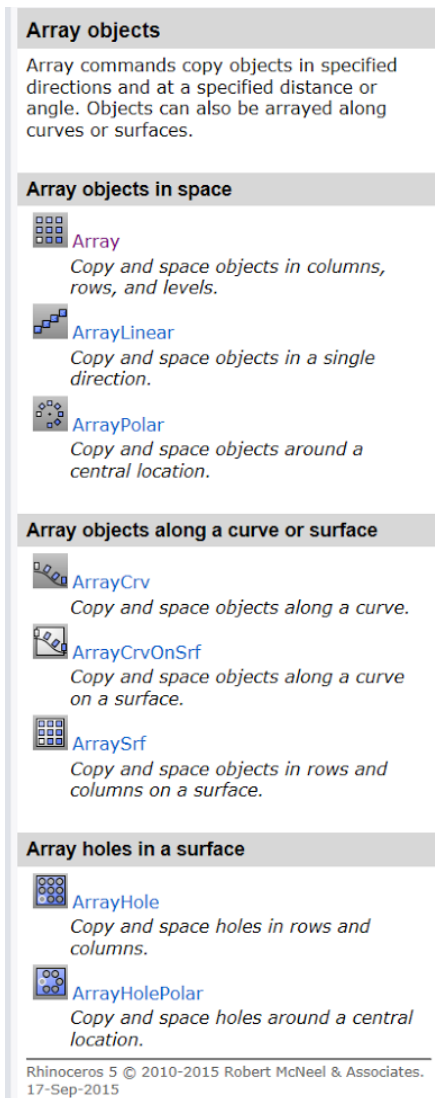 Array objects
Array commands copy objects in specified
directions and at a specified distance or
angle. Objects can also be arrayed along
curves or surfaces.
Array objects in space
Array
Copy and space objects in columns,
rows, and levels.
ArrayLinear
Copy and space objects in a single
direction.
ArrayPolar
Copy and space objects around a
central location.
Array objects along a curve or surface
ArrayCrv
Copy and space objects along a curve.
ArrayCrvOnSrf
Copy and space objects along a curve
on a surface.
ArraySrf
Copy and space objects in rows and
columns on a surface.
Array holes in a surface
ArrayHole
Copy and space holes in rows and
columns.
ArrayHolePolar
Copy and space holes around a central
location.
Rhinoceros 5 © 2010-2015 Robert McNeel & Associates.
17-Sep-2015